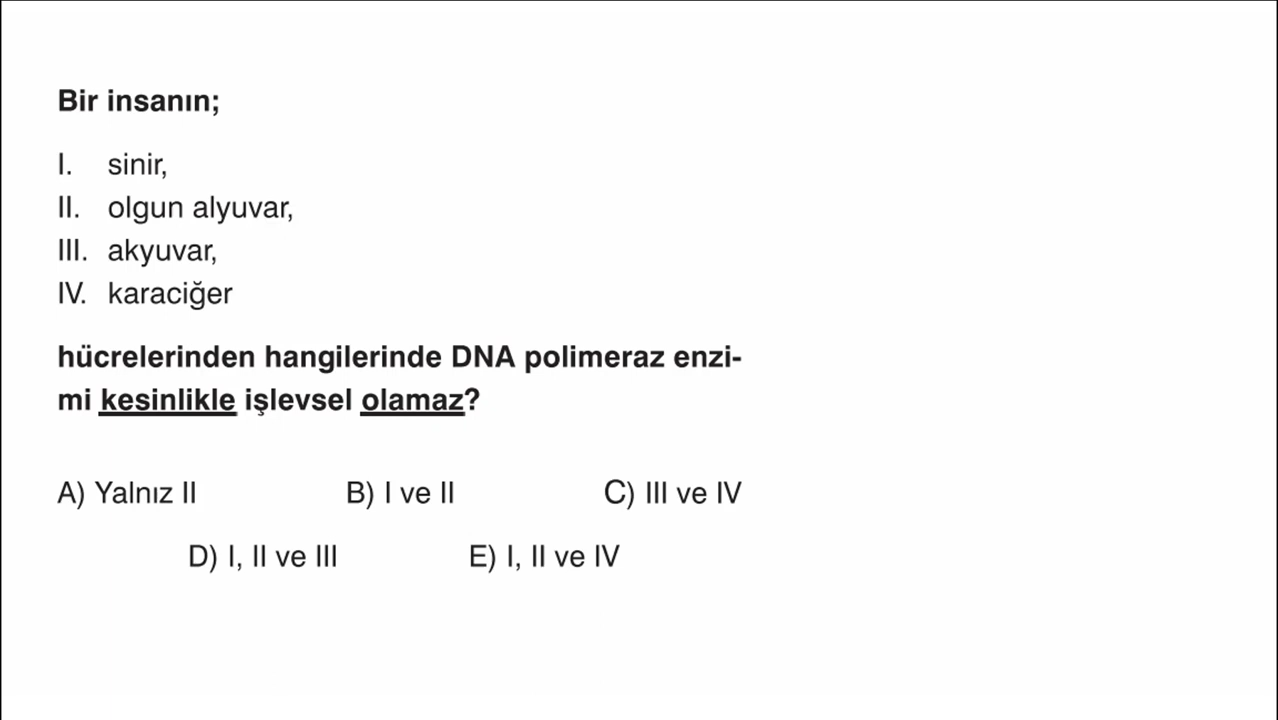 Bir insanın;
I. sinir,
II. olgun alyuvar,
III. akyuvar,
IV. karaciğer
hücrelerinden hangilerinde DNA polimeraz enzi-
mi kesinlikle işlevsel olamaz?
A) Yalnız II B) I ve II C) III ve IV
D) I, II ve III E) I, II ve IV